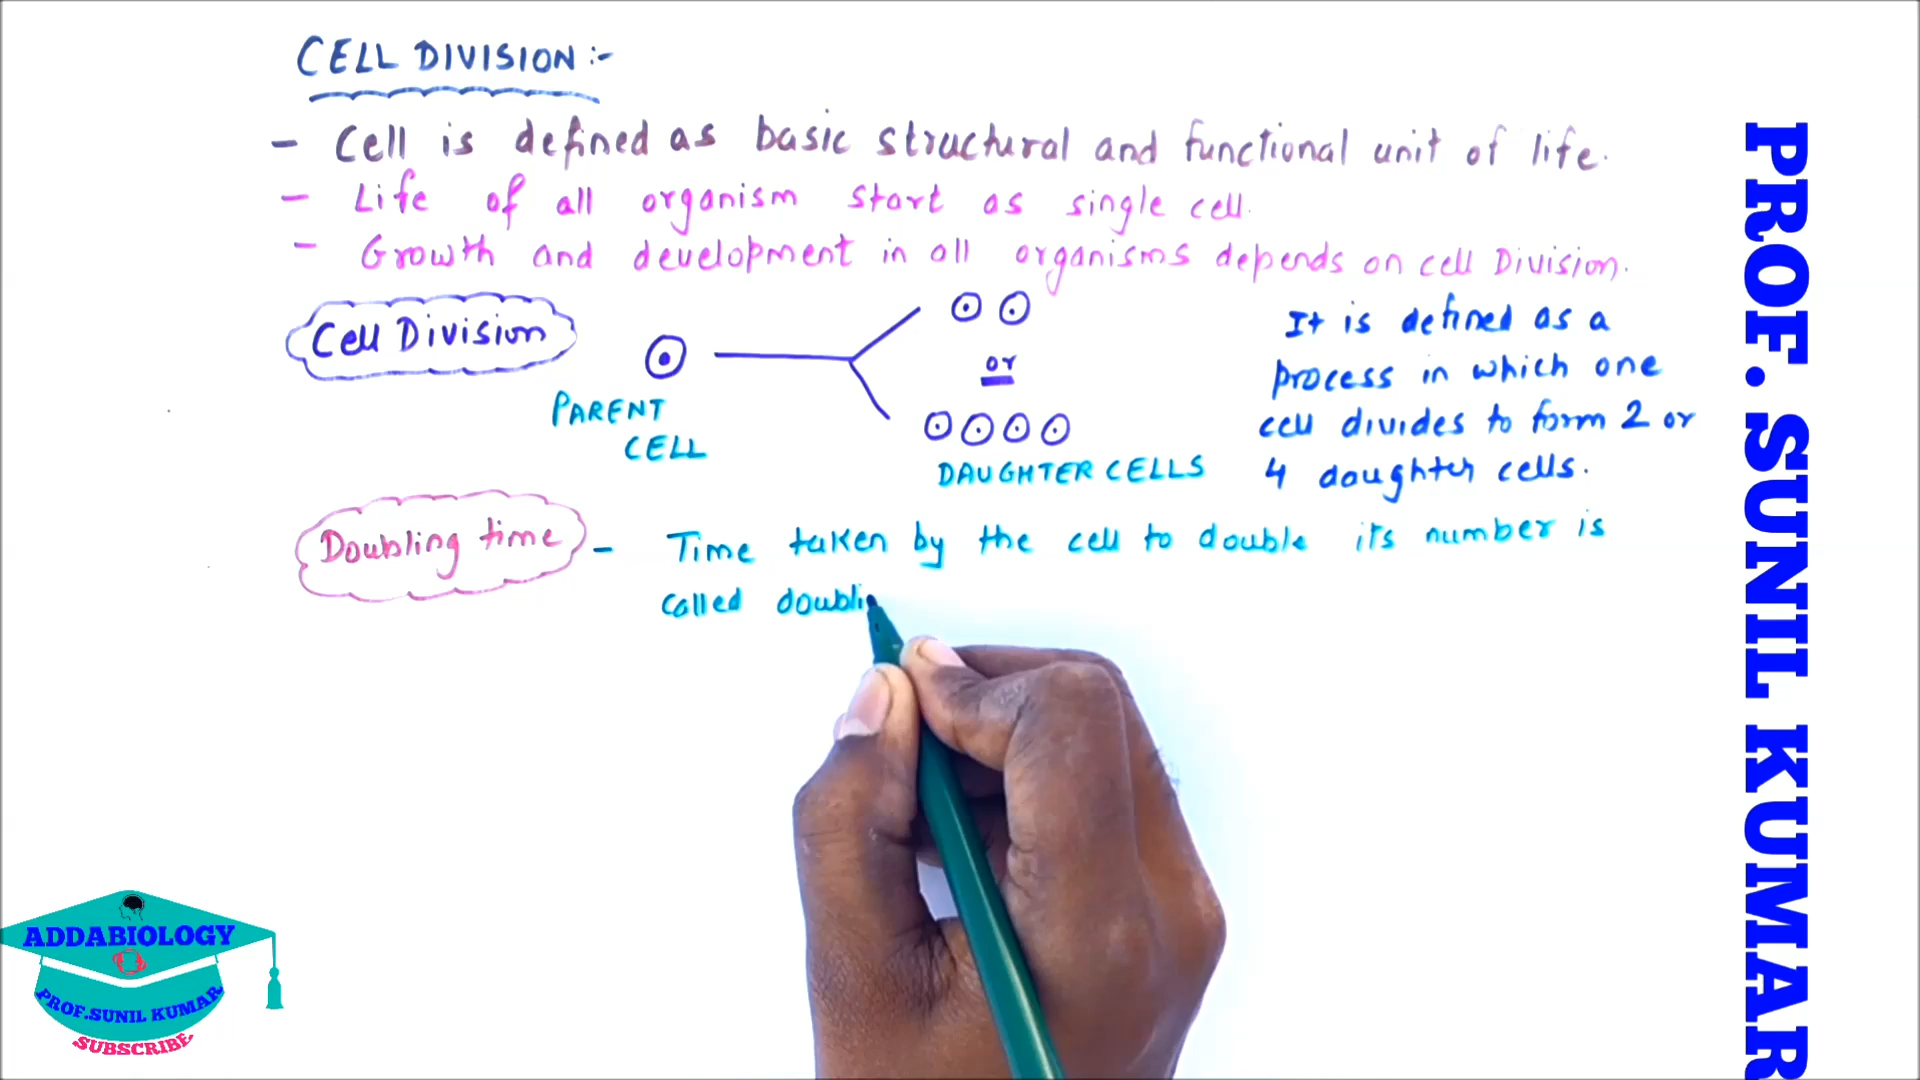 CELL DIVISION :-
- Cell is defined as basic structural and functional unit of life.
- Life of all organism start as single cell.
- Growth and development in all organisms depends on cell Division.
Cell Division
PARENT
CELL
or
DAUGHTER CELLS
It is defined as a
process in which one
cell divides to form 2 or
4 daughter cells.
Doubling time - Time taken by the cell to double its number is
called doubli
PROF. SUNIL KUMAR
ADDABIOLOGY
PROF.SUNIL KUMAR
SUBSCRIBE